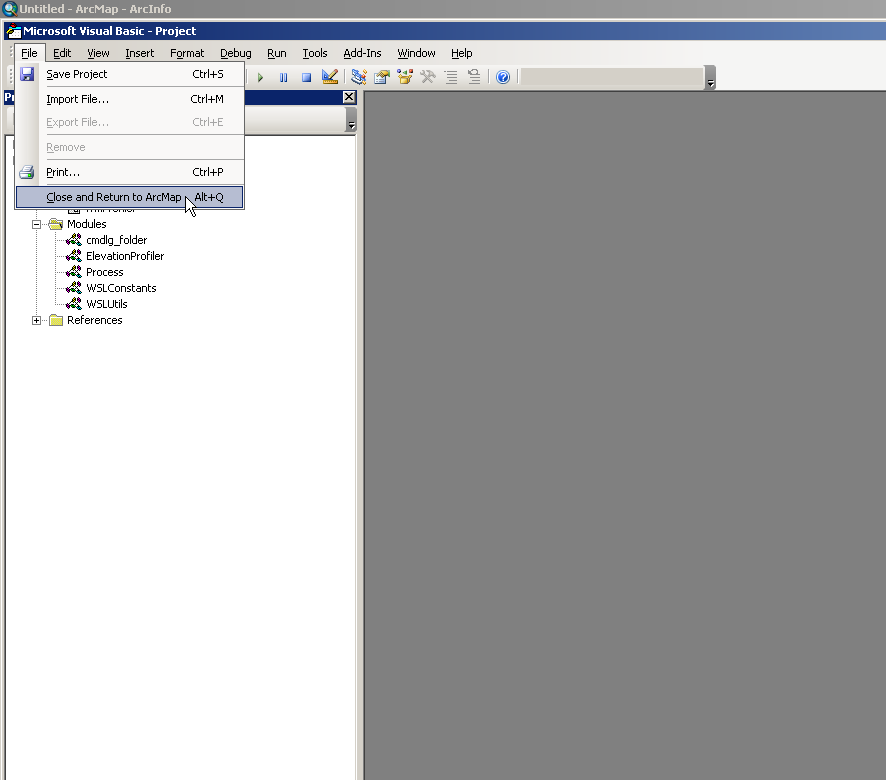 Untitled - ArcMap - ArcInfo
Microsoft Visual Basic - Project
File Edit View Insert Format Debug Run Tools Add-Ins Window Help
Save Project Ctrl+S
Import File... Ctrl+M
Export File... Ctrl+E
Remove
Print... Ctrl+P
Close and Return to ArcMap Alt+Q
Modules
cmdlg_folder
ElevationProfiler
Process
WSLConstants
WSLUtils
References